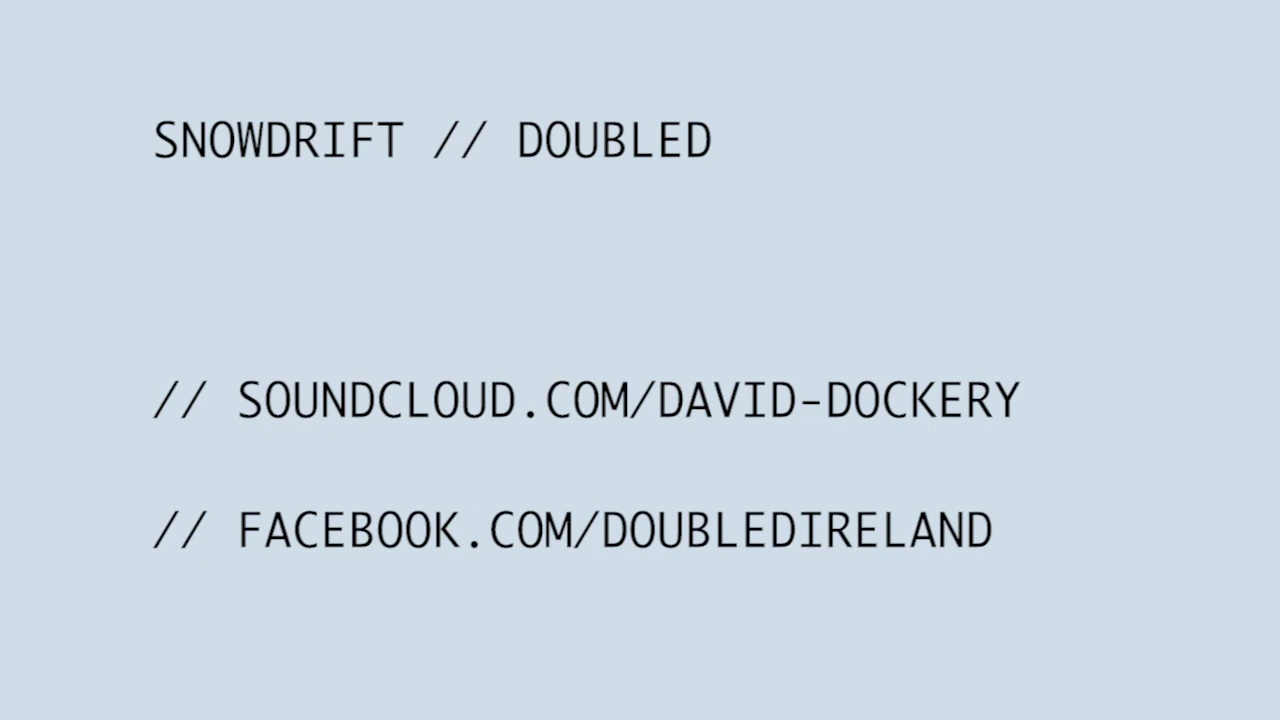 SNOWDRIFT // DOUBLED
// SOUNDCLOUD.COM/DAVID-DOCKERY
// FACEBOOK.COM/DOUBLEDIRELAND